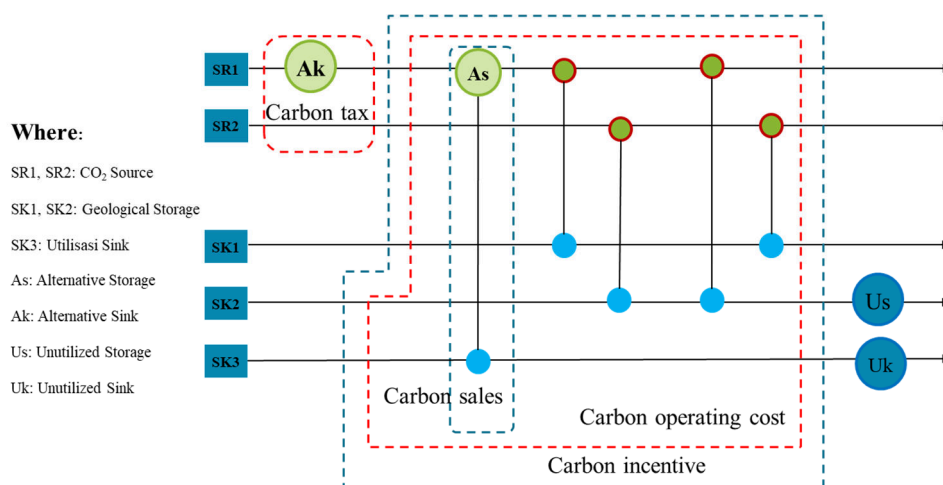 SR1
Ak
As
Carbon tax
SR2
Where:
SR1, SR2: CO₂ Source
SK1, SK2: Geological Storage
SK3: Utilisasi Sink
As: Alternative Storage
Ak: Alternative Sink
Us: Unutilized Storage
Uk: Unutilized Sink
SK1
SK2
Us
SK3
Uk
Carbon sales
Carbon operating cost
Carbon incentive